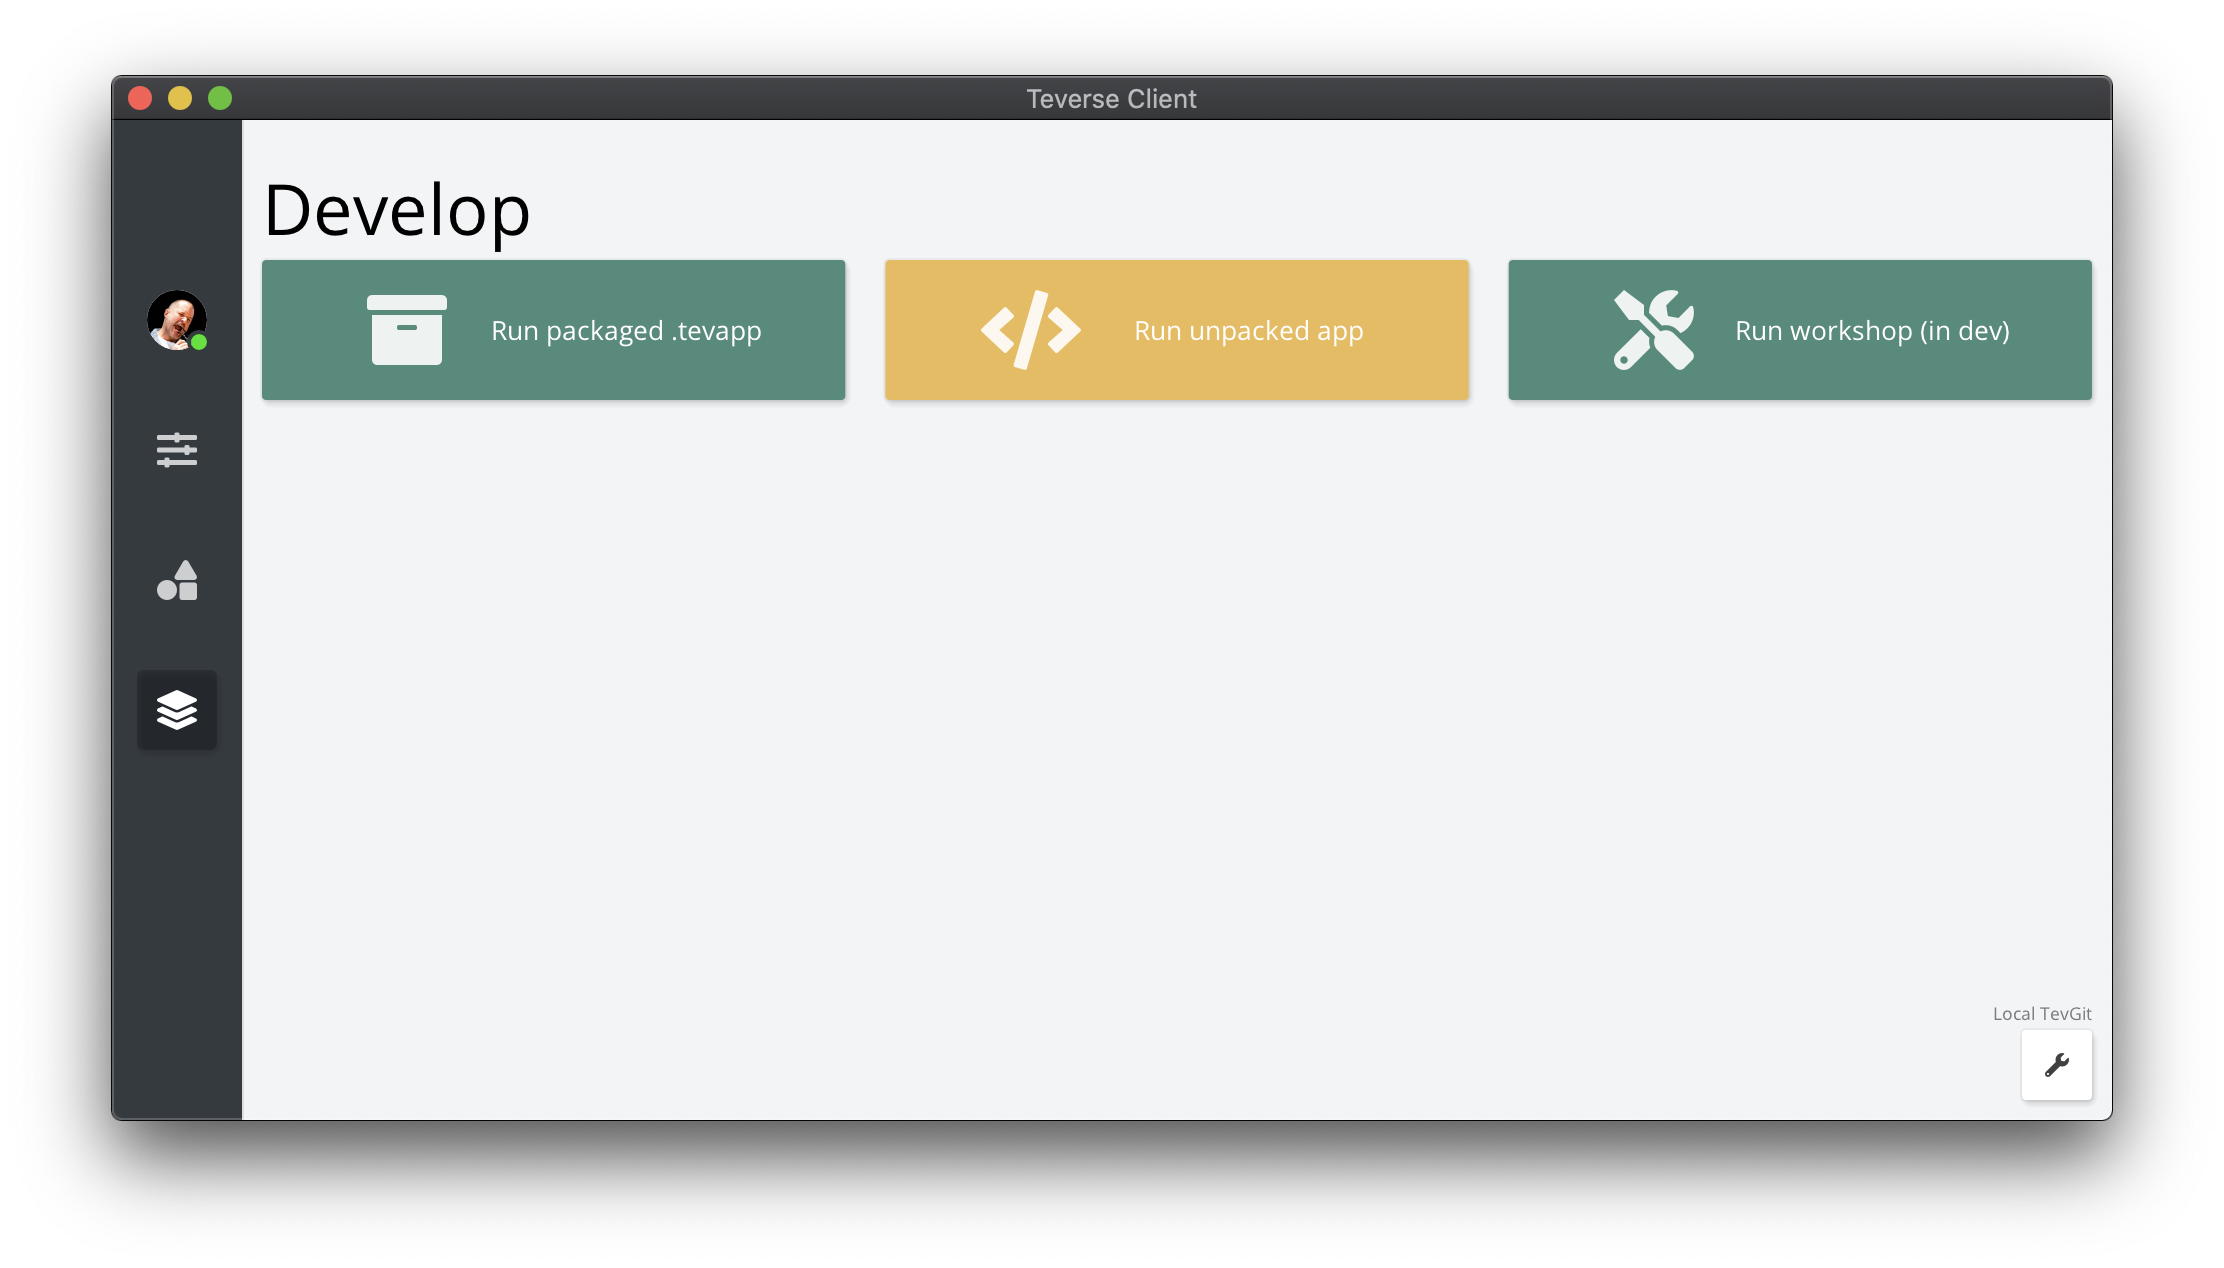 Teverse Client
Develop
Run packaged .tevapp
Run unpacked app
Run workshop (in dev)
Local TevGit